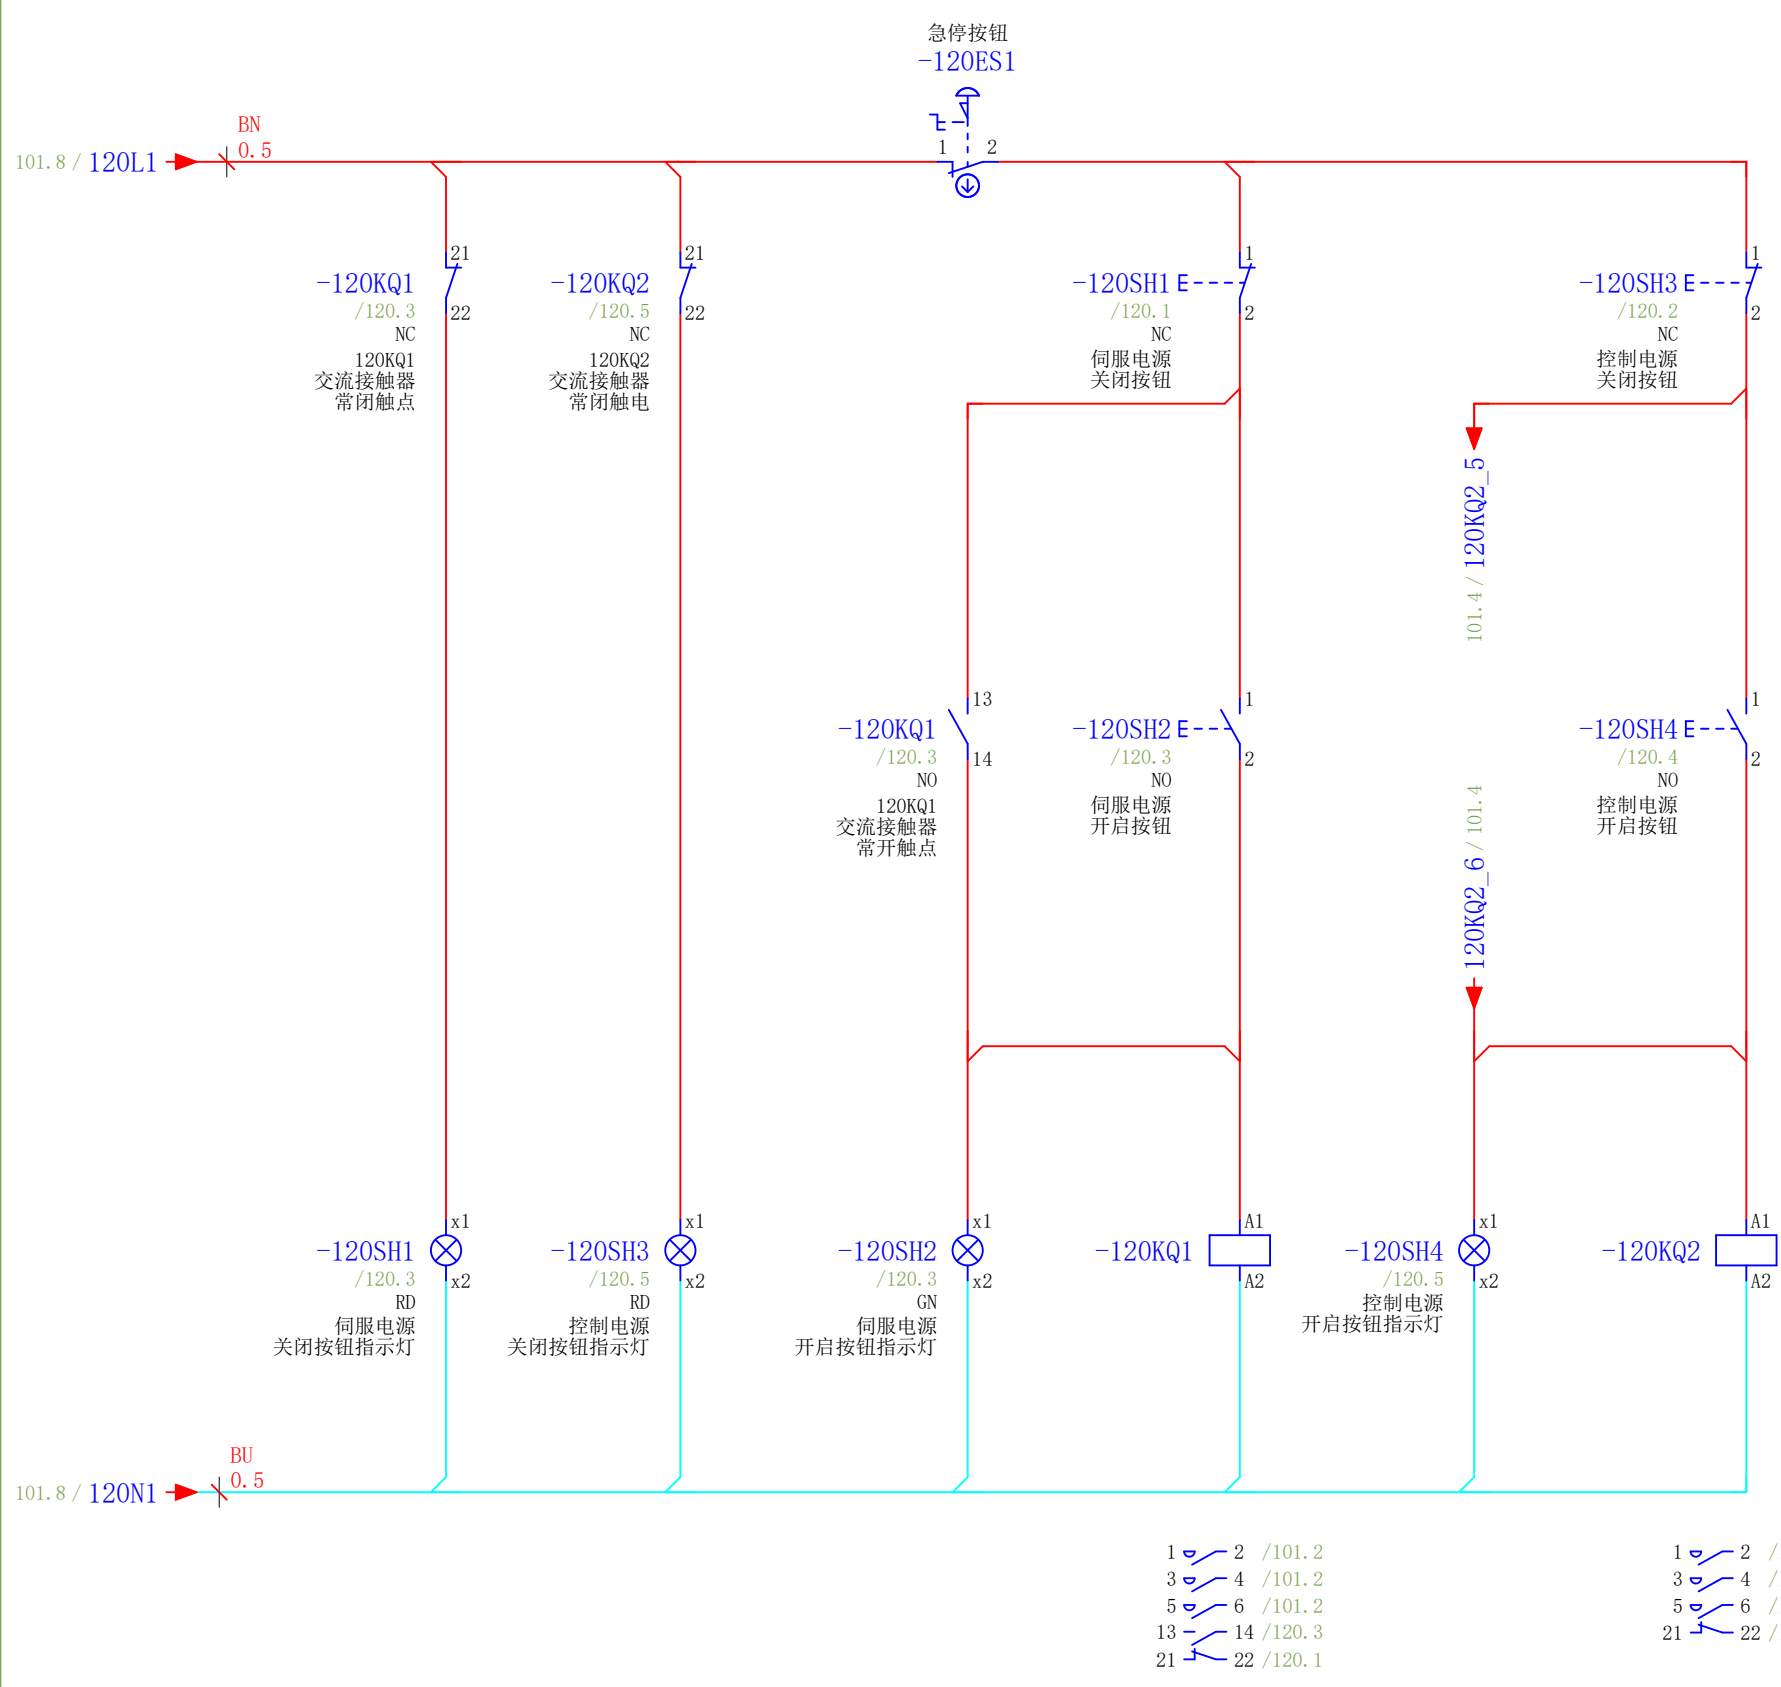 急停按钮
-120ES1
1 2
BN
0.5
101.8 / 120L1
21
-120KQ1
/120.3
22
NC
120KQ1
交流接触器
常闭触点
21
-120KQ2
/120.5
22
NC
120KQ2
交流接触器
常闭触电
1
-120SH1
/120.1
2
NC
伺服电源
关闭按钮
1
-120SH3
/120.2
2
NC
控制电源
关闭按钮
101.4 / 120KQ2_5
13
-120KQ1
/120.3
14
NO
120KQ1
交流接触器
常开触点
1
-120SH2
/120.3
2
NO
伺服电源
开启按钮
1
-120SH4
/120.4
2
NO
控制电源
开启按钮
120KQ2_6 / 101.4
x1
-120SH1
/120.3
x2
RD
伺服电源
关闭按钮指示灯
x1
-120SH3
/120.5
x2
RD
控制电源
关闭按钮指示灯
x1
-120SH2
/120.3
x2
GN
伺服电源
开启按钮指示灯
A1
-120KQ1
A2
x1
-120SH4
/120.5
x2
控制电源
开启按钮指示灯
A1
-120KQ2
A2
BU
0.5
101.8 / 120N1
1 2 /101.2
3 4 /101.2
5 6 /101.2
13 14 /120.3
21 22 /120.1
1 2 /
3 4 /
5 6 /
21 22 /